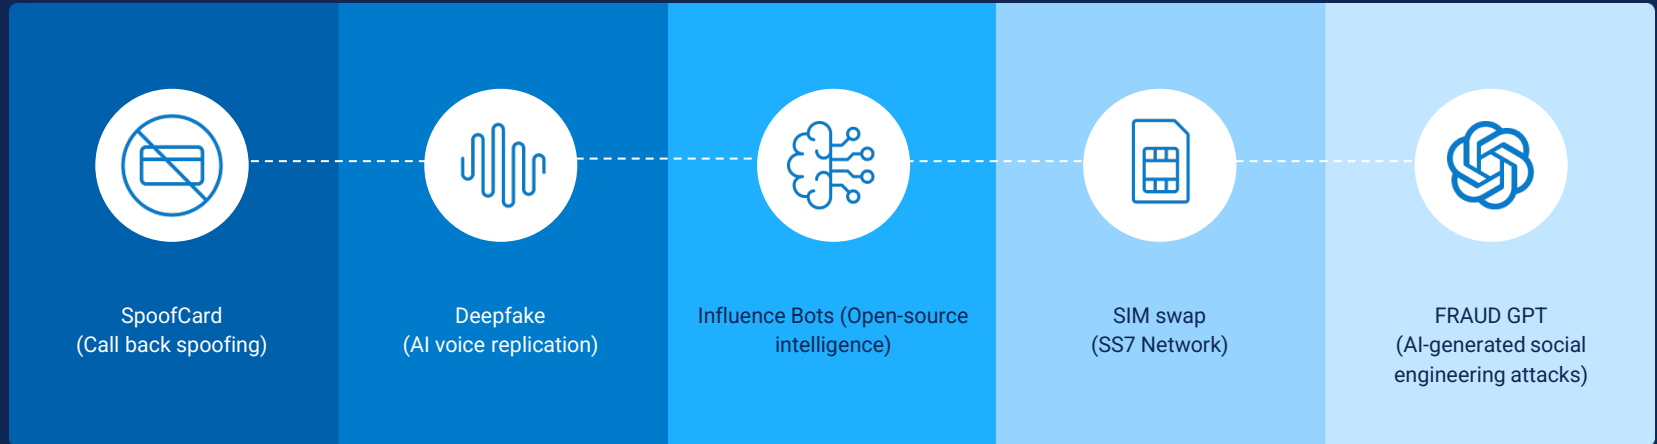 SpoofCard
(Call back spoofing)
Deepfake
(AI voice replication)
Influence Bots (Open-source
intelligence)
SIM swap
(SS7 Network)
FRAUD GPT
(AI-generated social
engineering attacks)